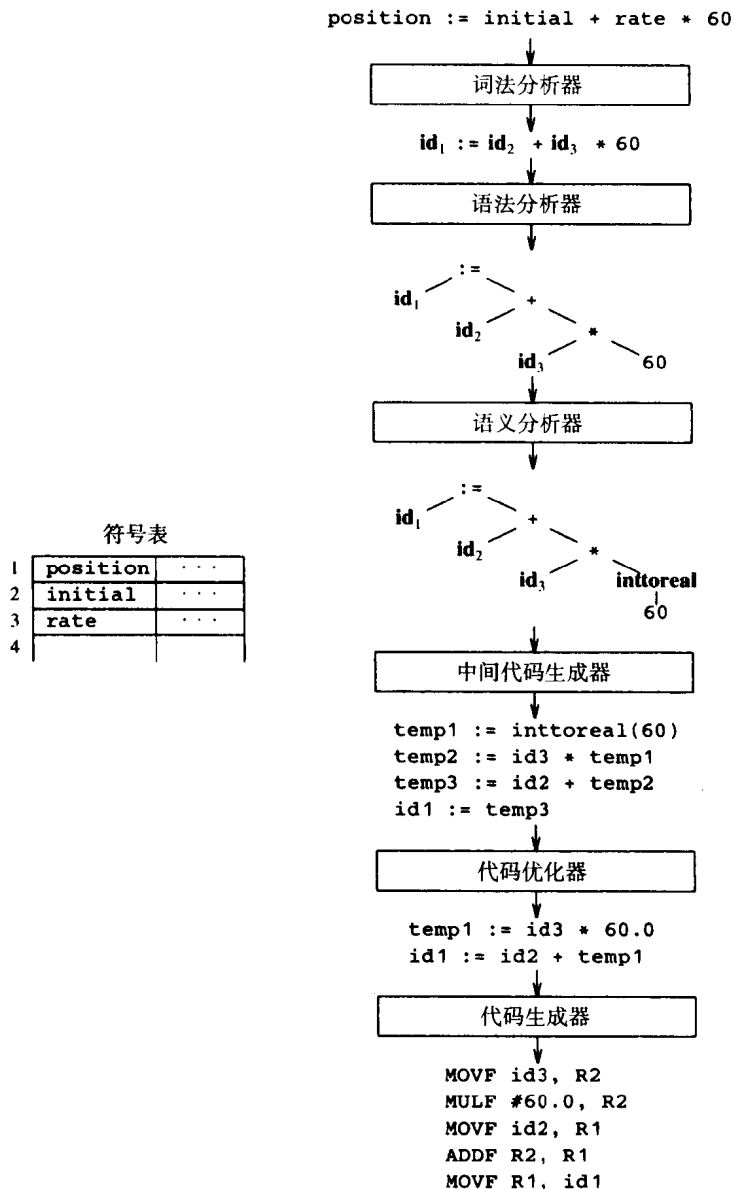 position := initial + rate * 60
词法分析器
id₁ := id₂ + id₃ * 60
语法分析器
:=
id₁ +
id₂ *
id₃ 60
语义分析器
:=
id₁ +
id₂ *
id₃ inttoreal
60
符号表
1 position ...
2 initial ...
3 rate ...
4
中间代码生成器
temp1 := inttoreal(60)
temp2 := id3 * temp1
temp3 := id2 + temp2
id1 := temp3
代码优化器
temp1 := id3 * 60.0
id1 := id2 + temp1
代码生成器
MOVF id3, R2
MULF #60.0, R2
MOVF id2, R1
ADDF R2, R1
MOVF R1, id1